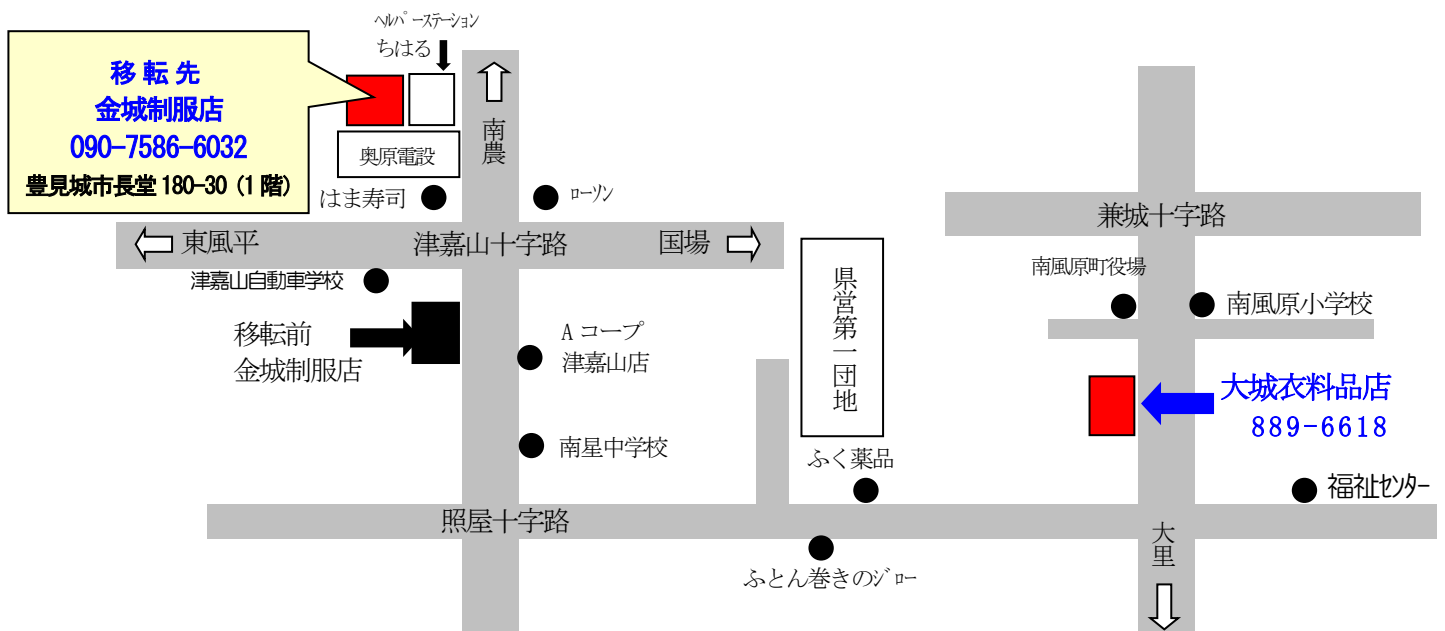 ヘルパーステーション
ちはる
移 転 先
金城制服店
090-7586-6032
豊見城市長堂 180-30 (1 階)
奥原電設
南農
はま寿司
ローソン
東風平
津嘉山十字路
国場
津嘉山自動車学校
移転前
金城制服店
A コープ
津嘉山店
南星中学校
県営第一団地
ふく薬品
照屋十字路
ふとん巻きのジロー
兼城十字路
南風原町役場
南風原小学校
大城衣料品店
889-6618
福祉センター
大里